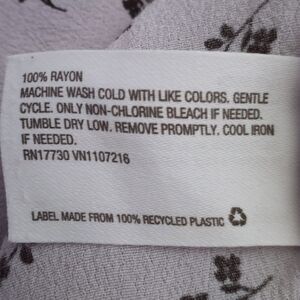 100% RAYON
MACHINE WASH COLD WITH LIKE COLORS. GENTLE
CYCLE. ONLY NON-CHLORINE BLEACH IF NEEDED.
TUMBLE DRY LOW. REMOVE PROMPTLY. COOL IRON
IF NEEDED.
RN17730 VN1107216
LABEL MADE FROM 100% RECYCLED PLASTIC